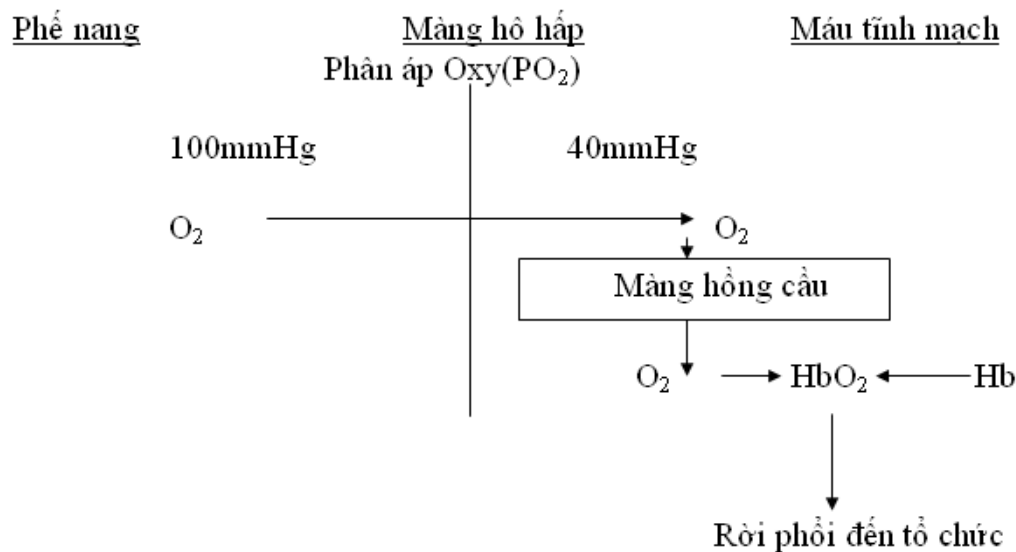 Phế nang Màng hô hấp Máu tĩnh mạch
Phân áp Oxy(PO₂)
100mmHg 40mmHg
O₂ O₂
Màng hồng cầu
O₂ HbO₂ Hb
Rời phổi đến tổ chức